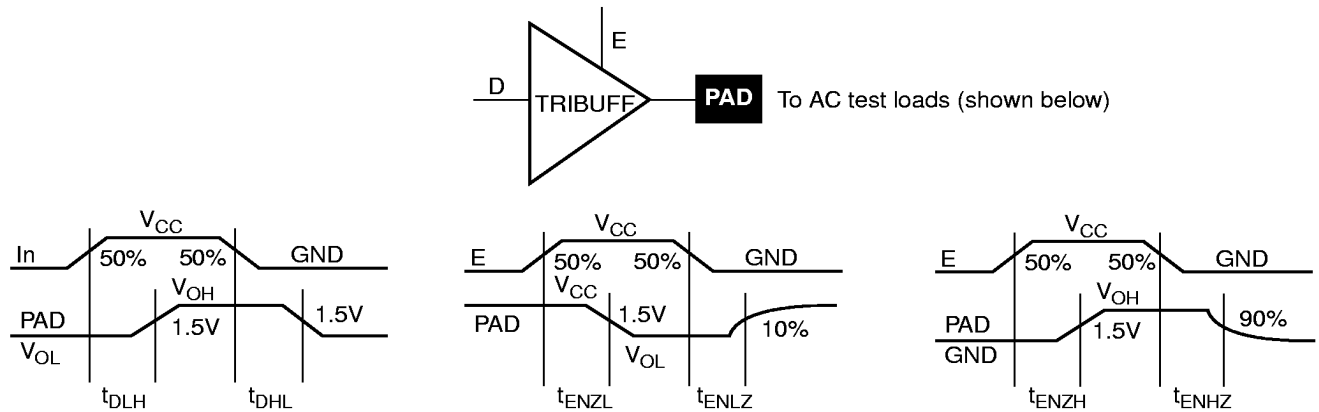 E
D
TRIBUFF
PAD
To AC test loads (shown below)
VCC
In
50%
50%
GND
VOH
PAD
1.5V
1.5V
VOL
tDLH
tDHL
VCC
E
50%
50%
GND
VCC
PAD
1.5V
10%
VOL
tENZL
tENLZ
VCC
E
50%
50%
GND
VOH
PAD
1.5V
90%
GND
tENZH
tENHZ